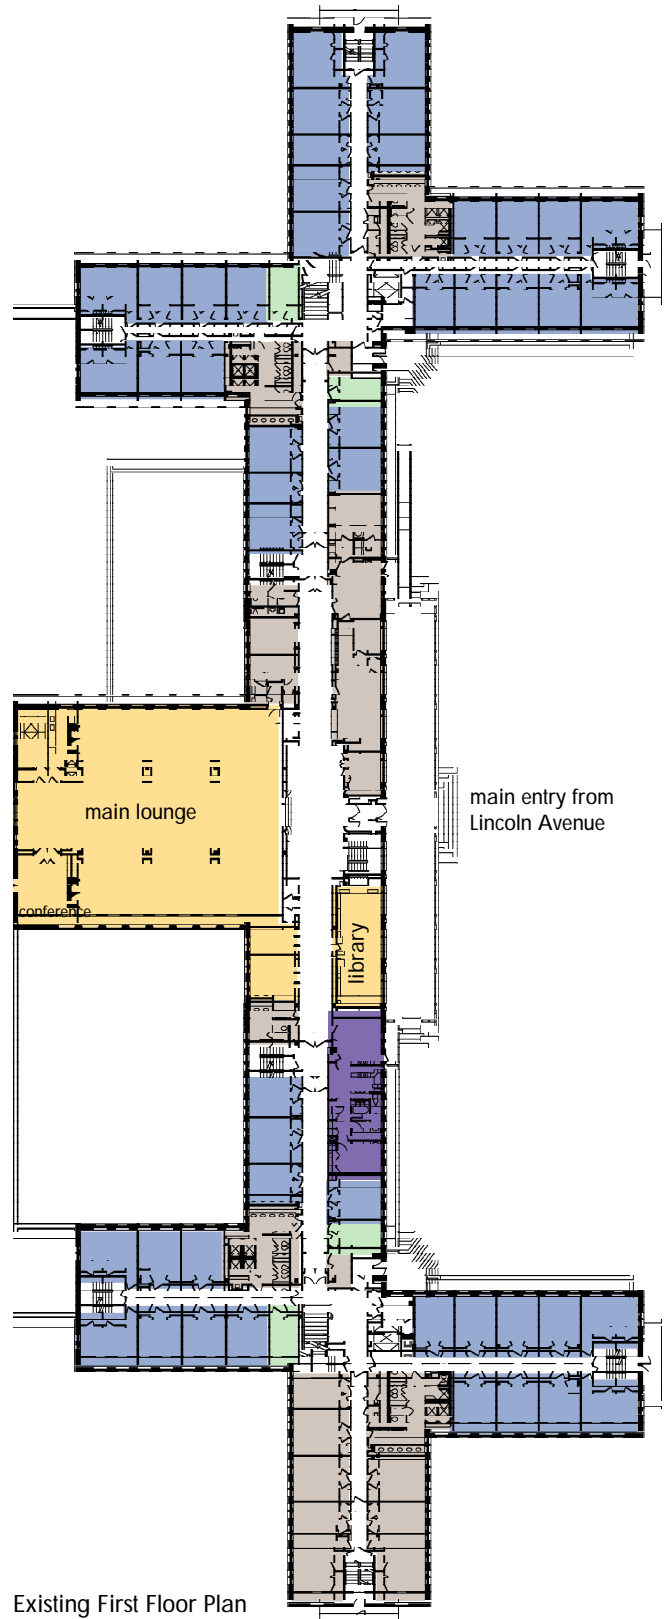 main lounge
main entry from
Lincoln Avenue
conference
library
Existing First Floor Plan